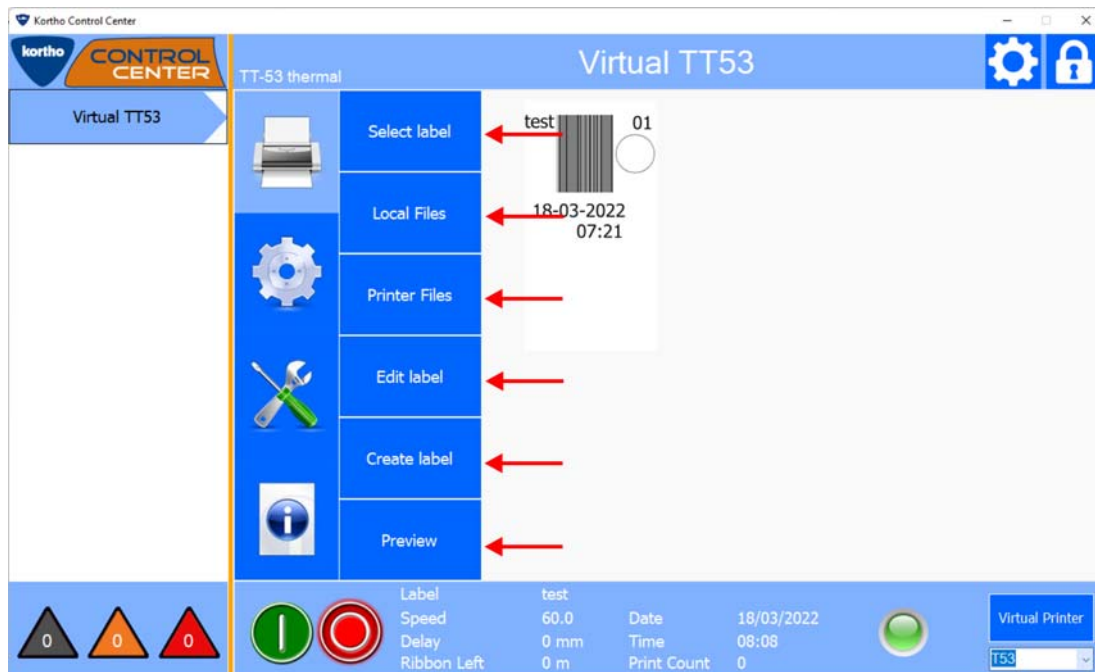 Kortho Control Center
kortho
CONTROL
CENTER
TT-53 thermal
Virtual TT53
Virtual TT53
Select label
Local Files
Printer Files
Edit label
Create label
Preview
test
01
18-03-2022
07:21
0
0
0
Label test
Speed 60.0 Date 18/03/2022
Delay 0 mm Time 08:08
Ribbon Left 0 m Print Count 0
Virtual Printer
T53